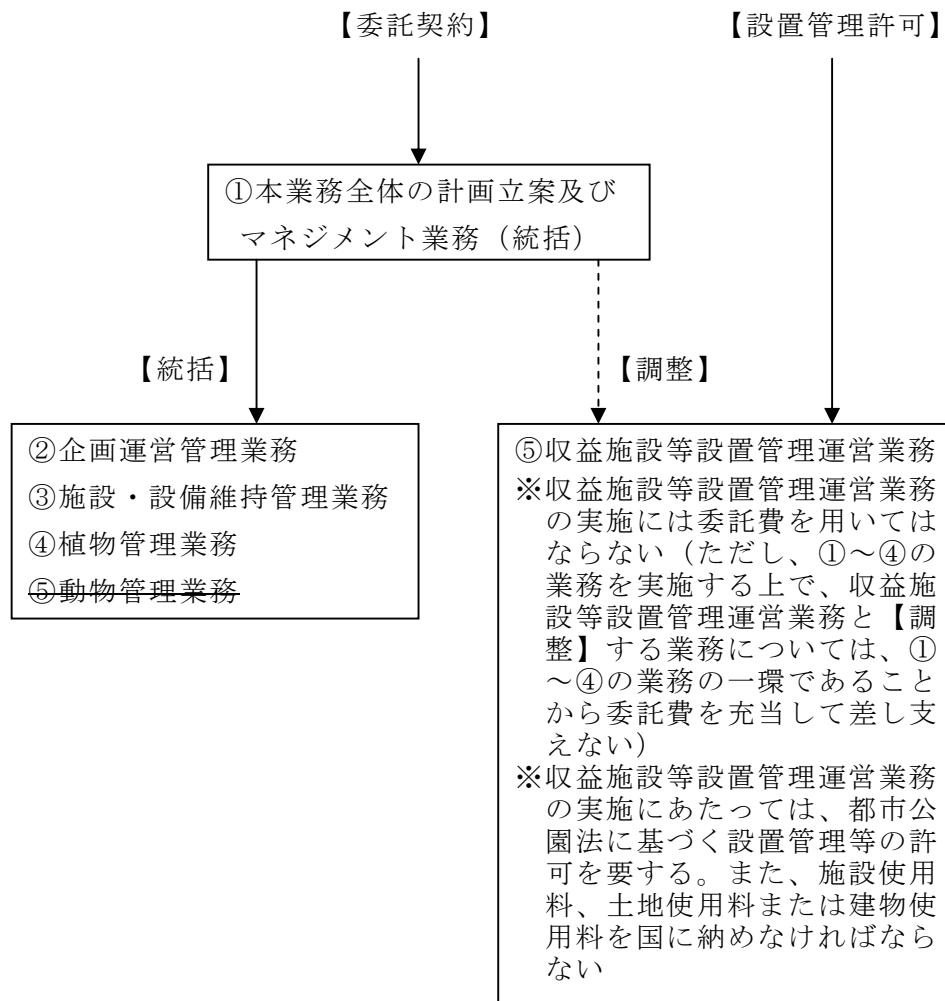 【委託契約】
【設置管理許可】
①本業務全体の計画立案及び
マネジメント業務（統括）
【統括】
【調整】
②企画運営管理業務
③施設・設備維持管理業務
④植物管理業務
⑤動物管理業務
⑤収益施設等設置管理運営業務
※収益施設等設置管理運営業務
の実施には委託費を用いては
ならない（ただし、①～④の
業務を実施する上で、収益施
設等設置管理運営業務と【調
整】する業務については、①
～④の業務の一環であること
から委託費を充当して差し支
えない）
※収益施設等設置管理運営業務
の実施にあたっては、都市公
園法に基づく設置管理等の許
可を要する。また、施設使用
料、土地使用料または建物使
用料を国に納めなければなら
ない